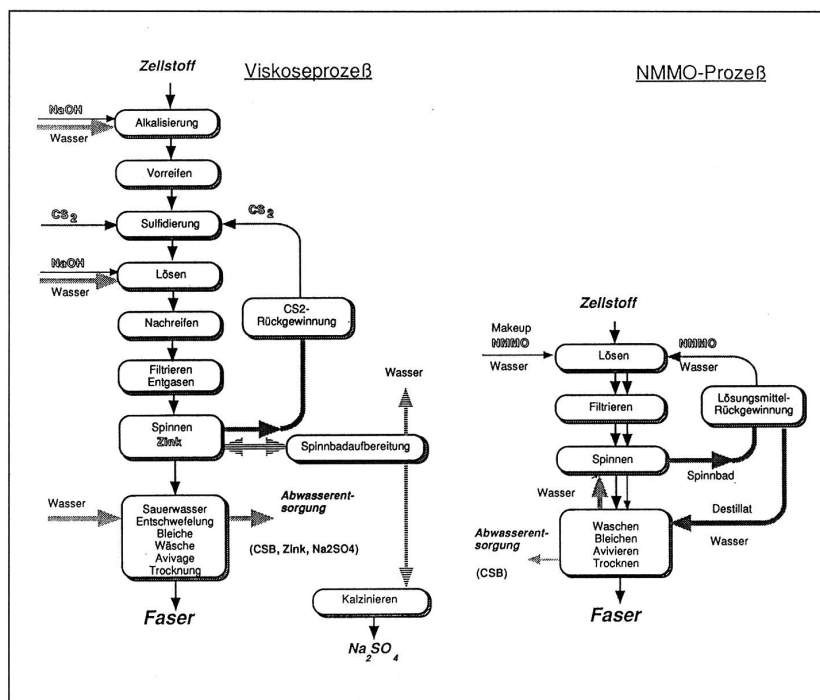 Viskoseprozeß
Zellstoff
NaOH
Wasser
Alkalisierung
Vorreifen
CS2
Sulfidierung
CS2
NaOH
Wasser
Lösen
CS2-
Rückgewinnung
Nachreifen
Filtrieren
Entgasen
Spinnen
Zink
Spinnbadaufbereitung
Wasser
Wasser
Sauerwasser
Entschwefelung
Bleiche
Wäsche
Avivage
Trocknung
Abwasserent-
sorgung
(CSB, Zink, Na2SO4)
Kalzinieren
Na2SO4
Faser
NMMO-Prozeß
Zellstoff
Makeup
NMMO
Wasser
Lösen
NMMO
Wasser
Lösungsmittel-
Rückgewinnung
Filtrieren
Spinnen
Spinnbad
Wasser
Destillat
Wasser
Waschen
Bleichen
Avivieren
Trocknen
Abwasserent-
sorgung
(CSB)
Faser